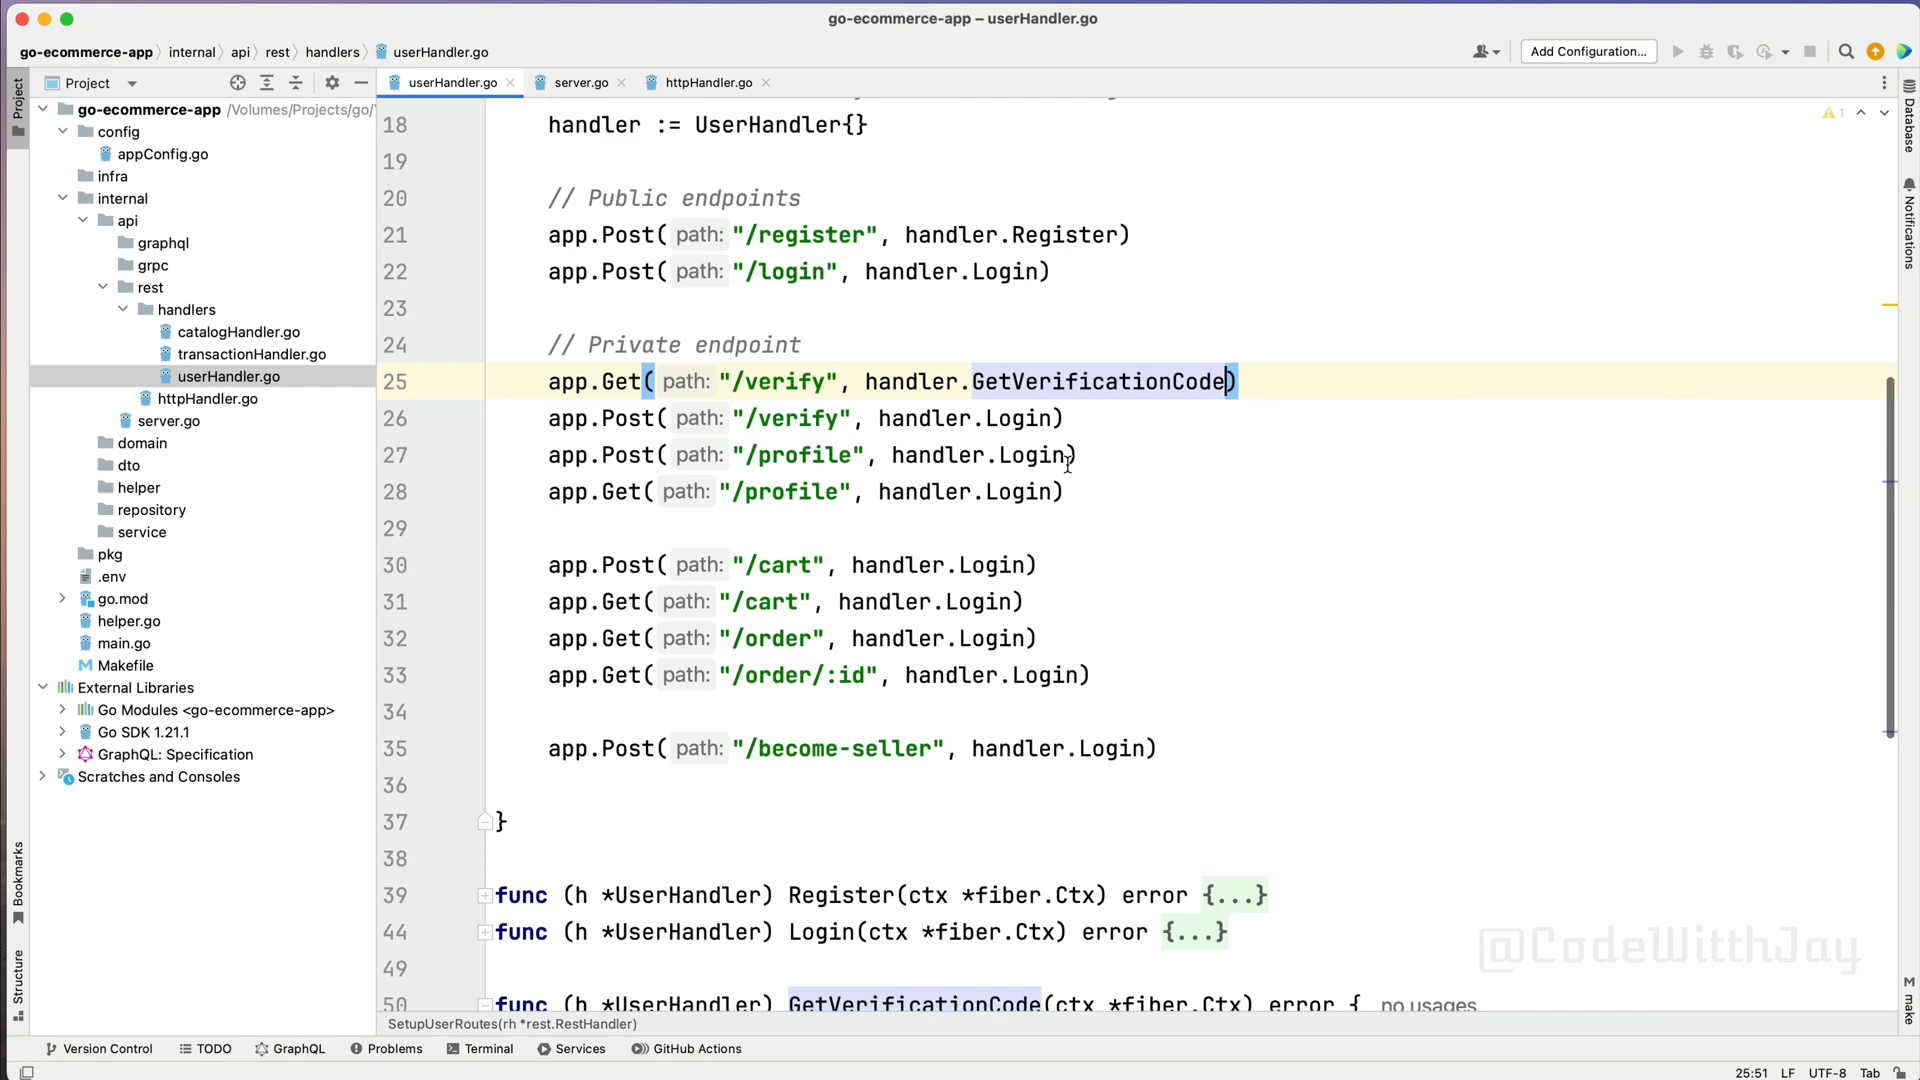 go-ecommerce-app – userHandler.go
go-ecommerce-app internal api rest handlers userHandler.go
Add Configuration...
Project
userHandler.go
server.go
httpHandler.go
Project
go-ecommerce-app /Volumes/Projects/go/
config
appConfig.go
infra
internal
api
graphql
grpc
rest
handlers
catalogHandler.go
transactionHandler.go
userHandler.go
httpHandler.go
server.go
domain
dto
helper
repository
service
pkg
.env
go.mod
helper.go
main.go
Makefile
External Libraries
Go Modules <go-ecommerce-app>
Go SDK 1.21.1
GraphQL: Specification
Scratches and Consoles
Bookmarks
Structure
1
Database
Notifications
make
18 handler := UserHandler{}
19
20 // Public endpoints
21 app.Post( path: "/register", handler.Register)
22 app.Post( path: "/login", handler.Login)
23
24 // Private endpoint
25 app.Get( path: "/verify", handler.GetVerificationCode)
26 app.Post( path: "/verify", handler.Login)
27 app.Post( path: "/profile", handler.Login)
28 app.Get( path: "/profile", handler.Login)
29
30 app.Post( path: "/cart", handler.Login)
31 app.Get( path: "/cart", handler.Login)
32 app.Get( path: "/order", handler.Login)
33 app.Get( path: "/order/:id", handler.Login)
34
35 app.Post( path: "/become-seller", handler.Login)
36
37 }
38
39 func (h *UserHandler) Register(ctx *fiber.Ctx) error {...}
44 func (h *UserHandler) Login(ctx *fiber.Ctx) error {...}
49
50 func (h *UserHandler) GetVerificationCode(ctx *fiber.Ctx) error { no usages
@CodeWitthJay
SetupUserRoutes(rh *rest.RestHandler)
Version Control TODO GraphQL Problems Terminal Services GitHub Actions
25:51 LF UTF-8 Tab